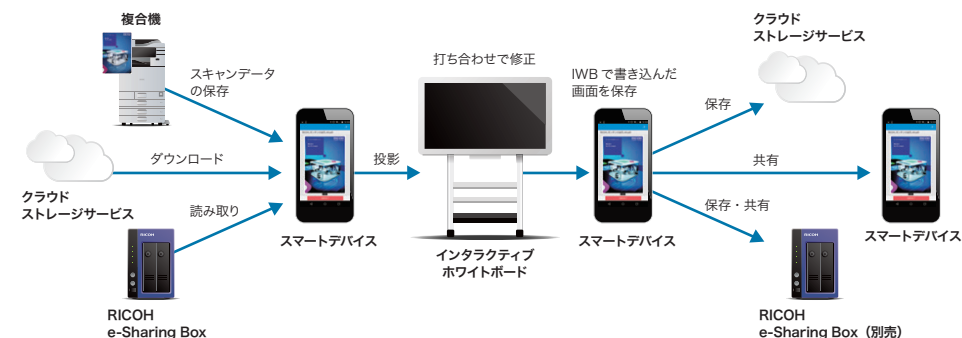 複合機
スキャンデータ
の保存
クラウド
ストレージサービス
ダウンロード
読み取り
RICOH
RICOH
e-Sharing Box
スマートデバイス
投影
打ち合わせで修正
インタラクティブ
ホワイトボード
IWB で書き込んだ
画面を保存
スマートデバイス
保存
クラウド
ストレージサービス
共有
スマートデバイス
保存・共有
RICOH
RICOH
e-Sharing Box（別売）